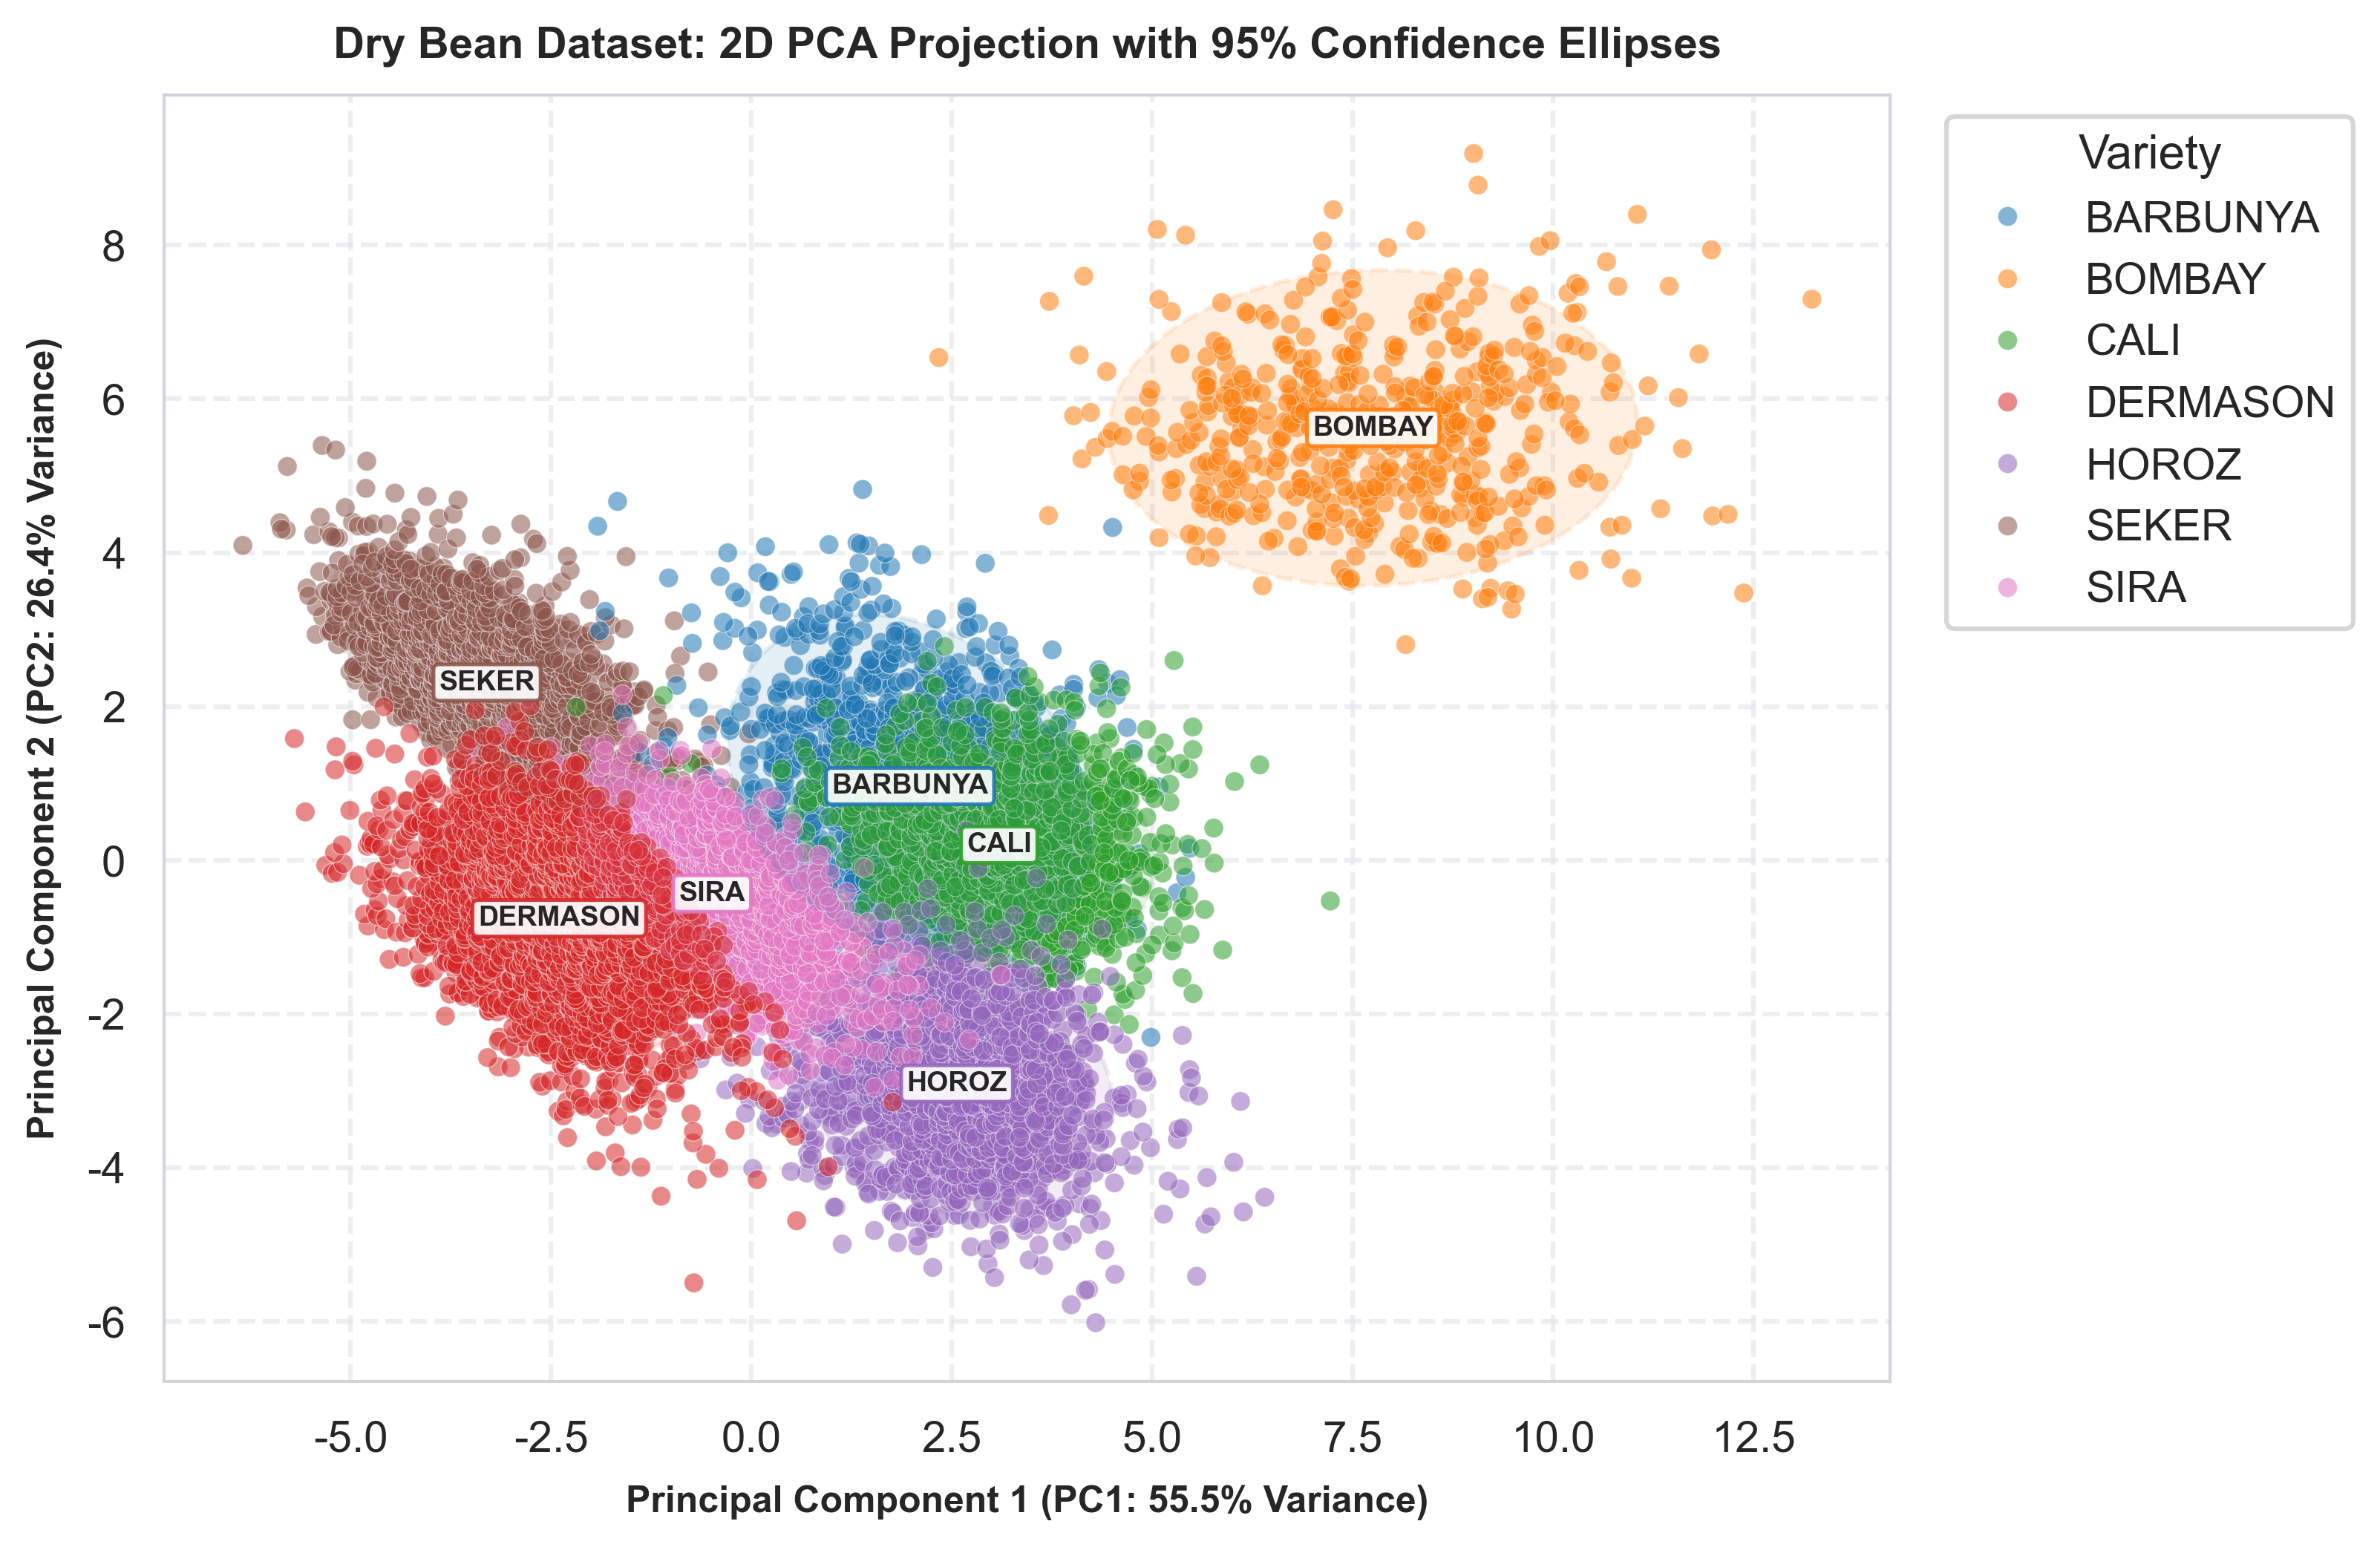 Dry Bean Dataset: 2D PCA Projection with 95% Confidence Ellipses
Variety
BARBUNYA
BOMBAY
CALI
DERMASON
HOROZ
SEKER
SIRA
Principal Component 2 (PC2: 26.4% Variance)
8
6
4
2
0
-2
-4
-6
BOMBAY
SEKER
BARBUNYA
CALI
SIRA
DERMASON
HOROZ
-5.0 -2.5 0.0 2.5 5.0 7.5 10.0 12.5
Principal Component 1 (PC1: 55.5% Variance)